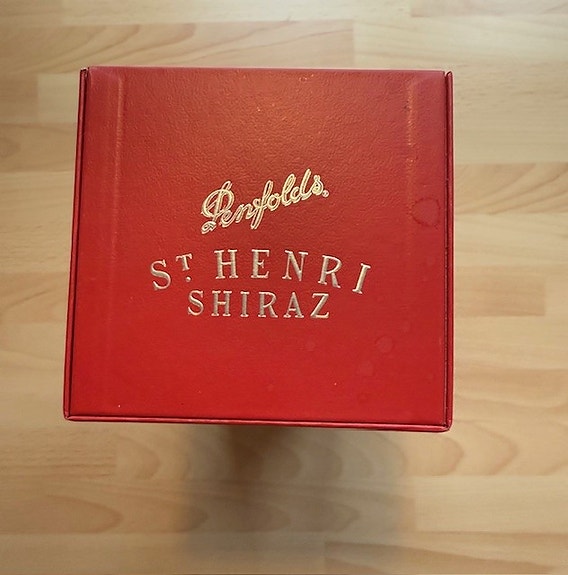 Penfolds.
ST. HENRI
SHIRAZ